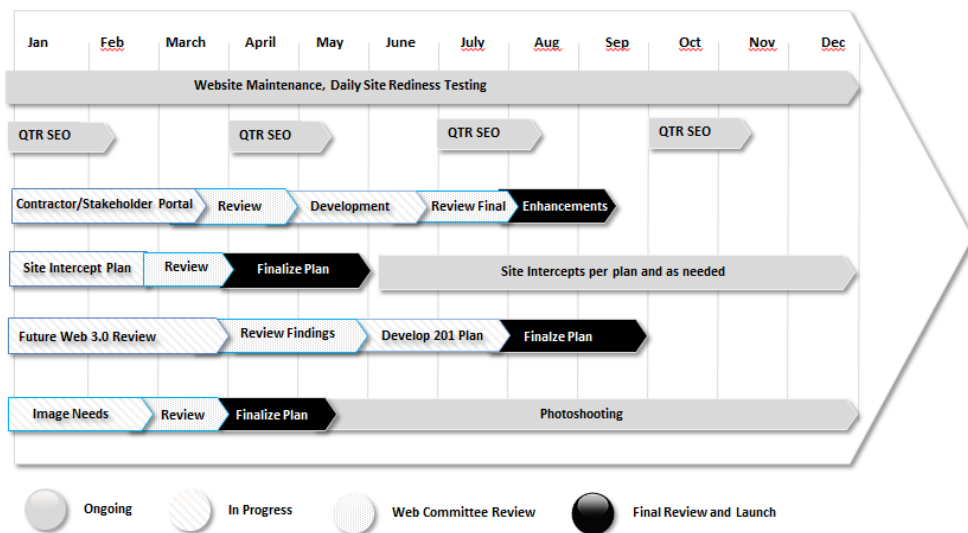 Jan Feb March April May June July Aug Sep Oct Nov Dec
Website Maintenance, Daily Site Rediness Testing
QTR SEO QTR SEO QTR SEO QTR SEO
Contractor/Stakeholder Portal Review Development Review Final Enhancements
Site Intercept Plan Review Finalize Plan Site Intercepts per plan and as needed
Future Web 3.0 Review Review Findings Develop 201 Plan Finalze Plan
Image Needs Review Finalize Plan Photoshooting
Ongoing In Progress Web Committee Review Final Review and Launch